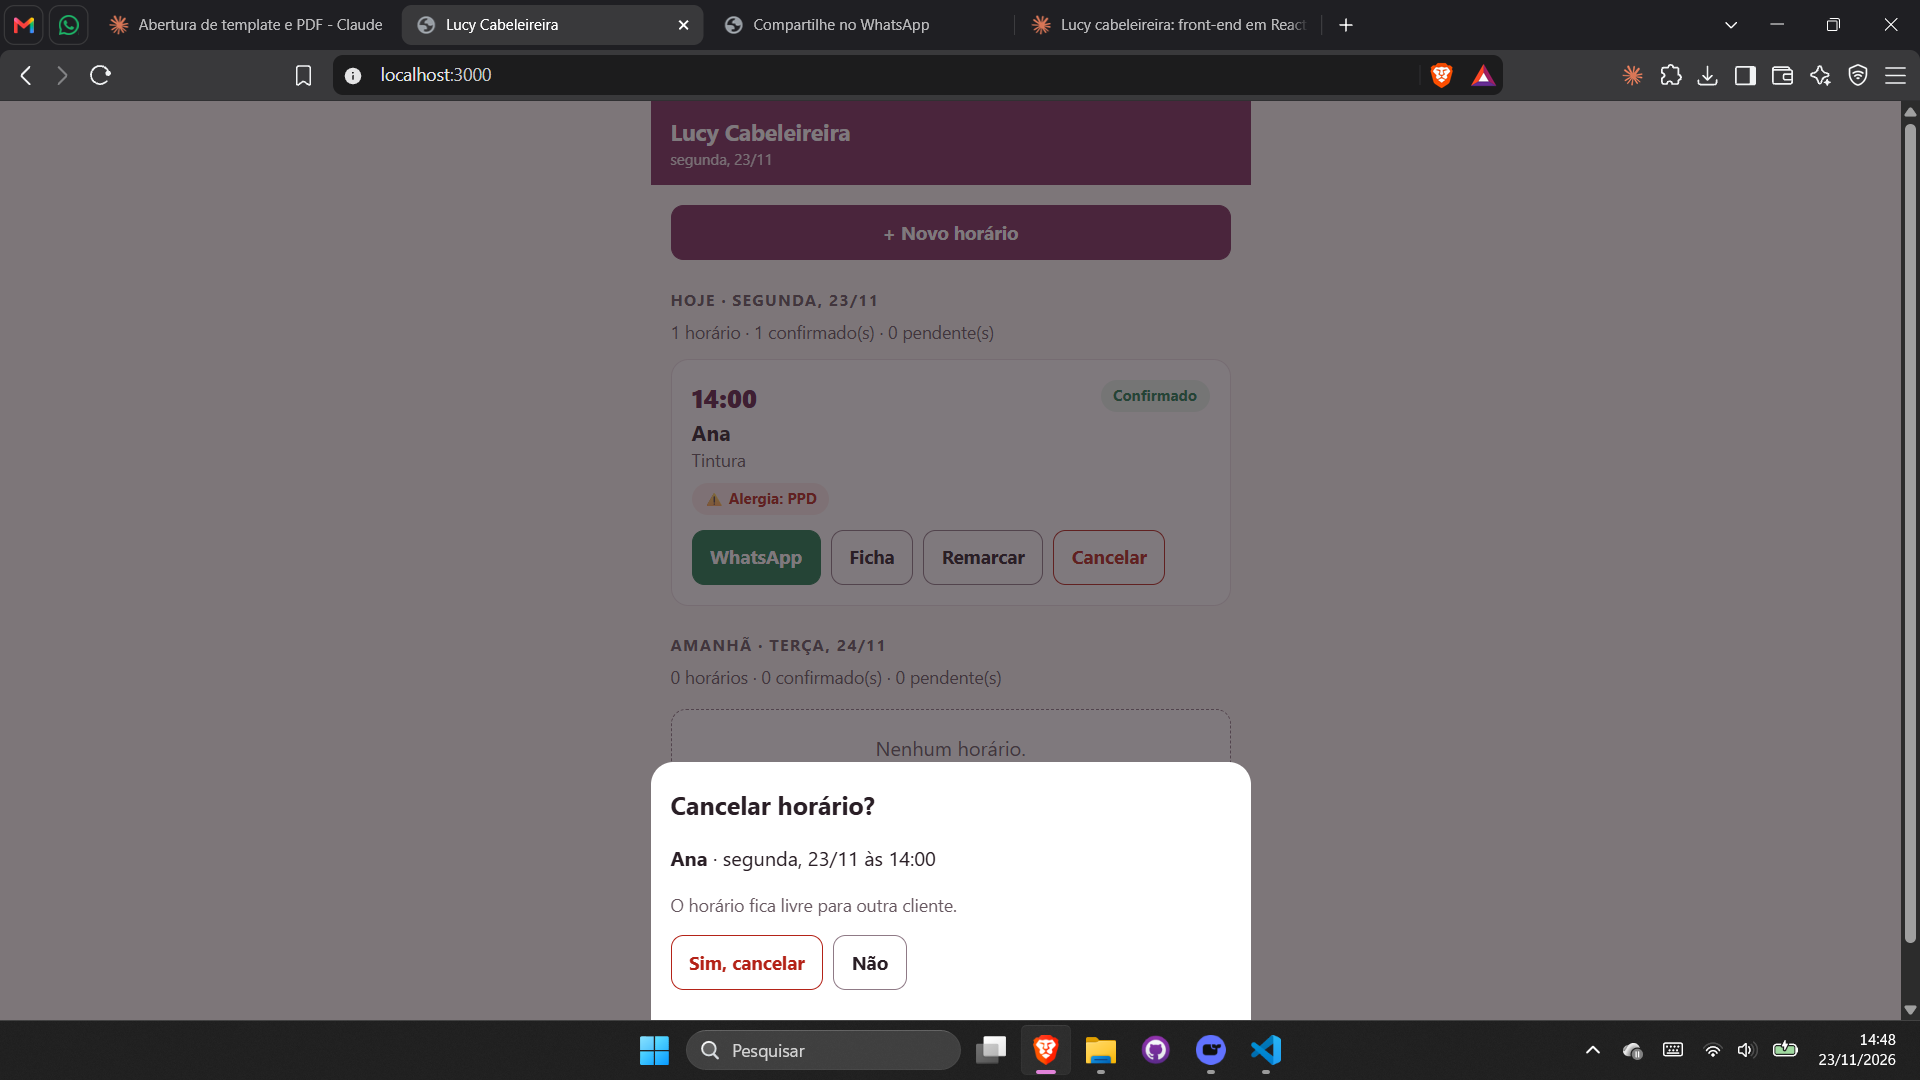 Abertura de template e PDF - Claude
Lucy Cabeleireira
Compartilhe no WhatsApp
Lucy cabeleireira: front-end em React
localhost:3000
Lucy Cabeleireira
segunda, 23/11
+ Novo horário
HOJE · SEGUNDA, 23/11
1 horário · 1 confirmado(s) · 0 pendente(s)
14:00
Confirmado
Ana
Tintura
Alergia: PPD
WhatsApp
Ficha
Remarcar
Cancelar
AMANHÃ · TERÇA, 24/11
0 horários · 0 confirmado(s) · 0 pendente(s)
Nenhum horário.
Cancelar horário?
Ana · segunda, 23/11 às 14:00
O horário fica livre para outra cliente.
Sim, cancelar
Não
Pesquisar
14:48
23/11/2026